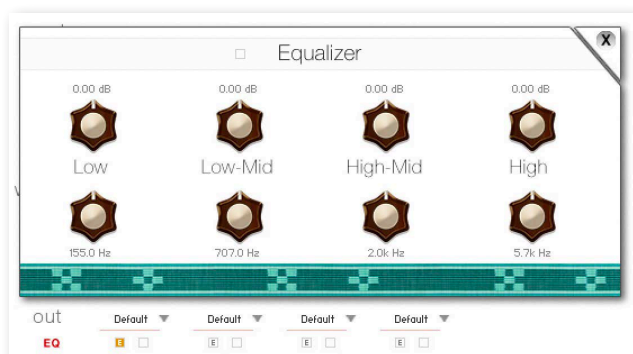 X
Equalizer
0.00 dB 0.00 dB 0.00 dB 0.00 dB
Low Low-Mid High-Mid High
155.0 Hz 707.0 Hz 2.0k Hz 5.7k Hz
out Default Default Default Default
EQ E E E E